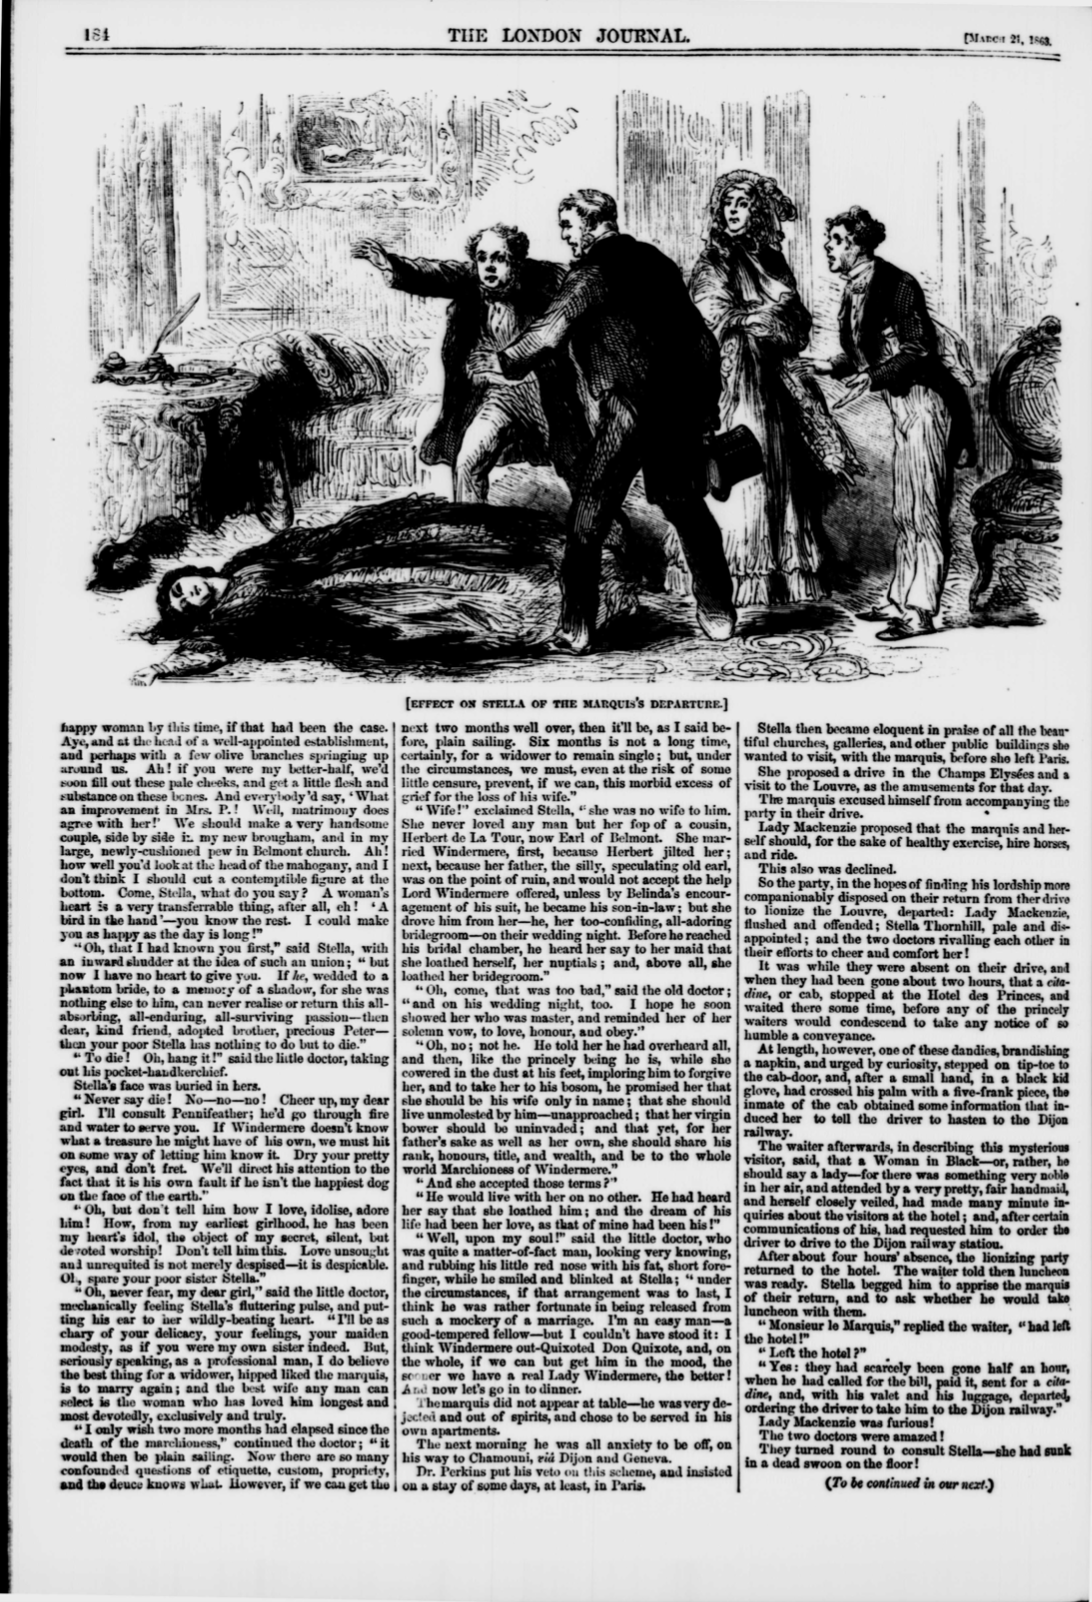 184
THE LONDON JOURNAL.
[MARCH 21, 1863.
[EFFECT ON STELLA OF THE MARQUIS'S DEPARTURE.]
happy woman by this time, if that had been the case.
Aye, and at the head of a well-appointed establishment,
and perhaps with a few olive branches springing up
around us. Ah! if you were my better-half, we'd
soon fill out these pale cheeks, and get a little flesh and
substance on these bones. And everybody'd say, 'What
an improvement in Mrs. P.! Well, matrimony does
agree with her!' We should make a very handsome
couple, side by side in my new brougham, and in my
large, newly-cushioned pew in Belmont church. Ah!
how well you'd look at the head of the mahogany, and I
don't think I should cut a contemptible figure at the
bottom. Come, Stella, what do you say? A woman's
heart is a very transferrable thing, after all, eh! 'A
bird in the hand'—you know the rest. I could make
you as happy as the day is long!"
"Oh, that I had known you first," said Stella, with
an inward shudder at the idea of such an union; "but
now I have no heart to give you. If he, wedded to a
phantom bride, to a memory of a shadow, for she was
nothing else to him, can never realise or return this all-
absorbing, all-enduring, all-surviving passion—then
dear, kind friend, adopted brother, precious Peter—
then your poor Stella has nothing to do but to die."
"To die! Oh, hang it!" said the little doctor, taking
out his pocket-handkerchief.
Stella's face was buried in hers.
"Never say die! No—no—no! Cheer up, my dear
girl. I'll consult Pennifeather; he'd go through fire
and water to serve you. If Windermere doesn't know
what a treasure he might have of his own, we must hit
on some way of letting him know it. Dry your pretty
eyes, and don't fret. We'll direct his attention to the
fact that it is his own fault if he isn't the happiest dog
on the face of the earth."
"Oh, but don't tell him how I love, idolise, adore
him! How, from my earliest girlhood, he has been
my heart's idol, the object of my secret, silent, but
devoted worship! Don't tell him this. Love unsought
and unrequited is not merely despised—it is despicable.
Oh, spare your poor sister Stella."
"Oh, never fear, my dear girl," said the little doctor,
mechanically feeling Stella's fluttering pulse, and put-
ting his ear to her wildly-beating heart. "I'll be as
chary of your delicacy, your feelings, your maiden
modesty, as if you were my own sister indeed. But,
seriously speaking, as a professional man, I do believe
the best thing for a widower, hipped liked the marquis,
is to marry again; and the best wife any man can
select is the woman who has loved him longest and
most devotedly, exclusively and truly.
"I only wish two more months had elapsed since the
death of the marchioness," continued the doctor; "it
would then be plain sailing. Now there are so many
confounded questions of etiquette, custom, propriety,
and the deuce knows what. However, if we can get the
next two months well over, then it'll be, as I said be-
fore, plain sailing. Six months is not a long time,
certainly, for a widower to remain single; but, under
the circumstances, we must, even at the risk of some
little censure, prevent, if we can, this morbid excess of
grief for the loss of his wife."
"Wife!" exclaimed Stella, "she was no wife to him.
She never loved any man but her fop of a cousin,
Herbert de La Tour, now Earl of Belmont. She mar-
ried Windermere, first, because Herbert jilted her;
next, because her father, the silly, speculating old earl,
was on the point of ruin, and would not accept the help
Lord Windermere offered, unless by Belinda's encour-
agement of his suit, he became his son-in-law; but she
drove him from her—he, her too-confiding, all-adoring
bridegroom—on their wedding night. Before he reached
his bridal chamber, he heard her say to her maid that
she loathed herself, her nuptials; and, above all, she
loathed her bridegroom."
"Oh, come, that was too bad," said the old doctor;
"and on his wedding night, too. I hope he soon
showed her who was master, and reminded her of her
solemn vow, to love, honour, and obey."
"Oh, no; not he. He told her he had overheard all,
and then, like the princely being he is, while she
cowered in the dust at his feet, imploring him to forgive
her, and to take her to his bosom, he promised her that
she should be his wife only in name; that she should
live unmolested by him—unapproached; that her virgin
bower should be uninvaded; and that yet, for her
father's sake as well as her own, she should share his
rank, honours, title, and wealth, and be to the whole
world Marchioness of Windermere."
"And she accepted those terms?"
"He would live with her on no other. He had heard
her say that she loathed him; and the dream of his
life had been her love, as that of mine had been his!"
"Well, upon my soul!" said the little doctor, who
was quite a matter-of-fact man, looking very knowing,
and rubbing his little red nose with his fat, short fore-
finger, while he smiled and blinked at Stella; "under
the circumstances, if that arrangement was to last, I
think he was rather fortunate in being released from
such a mockery of a marriage. I'm an easy man—a
good-tempered fellow—but I couldn't have stood it: I
think Windermere out-Quixoted Don Quixote, and, on
the whole, if we can but get him in the mood, the
sooner we have a real Lady Windermere, the better!
And now let's go in to dinner.
The marquis did not appear at table—he was very de-
jected and out of spirits, and chose to be served in his
own apartments.
The next morning he was all anxiety to be off, on
his way to Chamouni, viâ Dijon and Geneva.
Dr. Perkins put his veto on this scheme, and insisted
on a stay of some days, at least, in Paris.
Stella then became eloquent in praise of all the beau-
tiful churches, galleries, and other public buildings she
wanted to visit, with the marquis, before she left Paris.
She proposed a drive in the Champs Elysées and a
visit to the Louvre, as the amusements for that day.
The marquis excused himself from accompanying the
party in their drive.
Lady Mackenzie proposed that the marquis and her-
self should, for the sake of healthy exercise, hire horses,
and ride.
This also was declined.
So the party, in the hopes of finding his lordship more
companionably disposed on their return from ther drive
to lionize the Louvre, departed: Lady Mackenzie,
flushed and offended; Stella Thornhill, pale and dis-
appointed; and the two doctors rivalling each other in
their efforts to cheer and comfort her!
It was while they were absent on their drive, and
when they had been gone about two hours, that a cita-
dine, or cab, stopped at the Hotel des Princes, and
waited there some time, before any of the princely
waiters would condescend to take any notice of so
humble a conveyance.
At length, however, one of these dandies, brandishing
a napkin, and urged by curiosity, stepped on tip-toe to
the cab-door, and, after a small hand, in a black kid
glove, had crossed his palm with a five-frank piece, the
inmate of the cab obtained some information that in-
duced her to tell the driver to hasten to the Dijon
railway.
The waiter afterwards, in describing this mysterious
visitor, said, that a Woman in Black—or, rather, he
should say a lady—for there was something very noble
in her air, and attended by a very pretty, fair handmaid,
and herself closely veiled, had made many minute in-
quiries about the visitors at the hotel; and, after certain
communications of his, had requested him to order the
driver to drive to the Dijon railway station.
After about four hours' absence, the lionizing party
returned to the hotel. The waiter told then luncheon
was ready. Stella begged him to apprise the marquis
of their return, and to ask whether he would take
luncheon with them.
"Monsieur le Marquis," replied the waiter, "had left
the hotel!"
"Left the hotel?"
"Yes: they had scarcely been gone half an hour,
when he had called for the bill, paid it, sent for a cita-
dine, and, with his valet and his luggage, departed,
ordering the driver to take him to the Dijon railway."
Lady Mackenzie was furious!
The two doctors were amazed!
They turned round to consult Stella—she had sunk
in a dead swoon on the floor!
(To be continued in our next.)